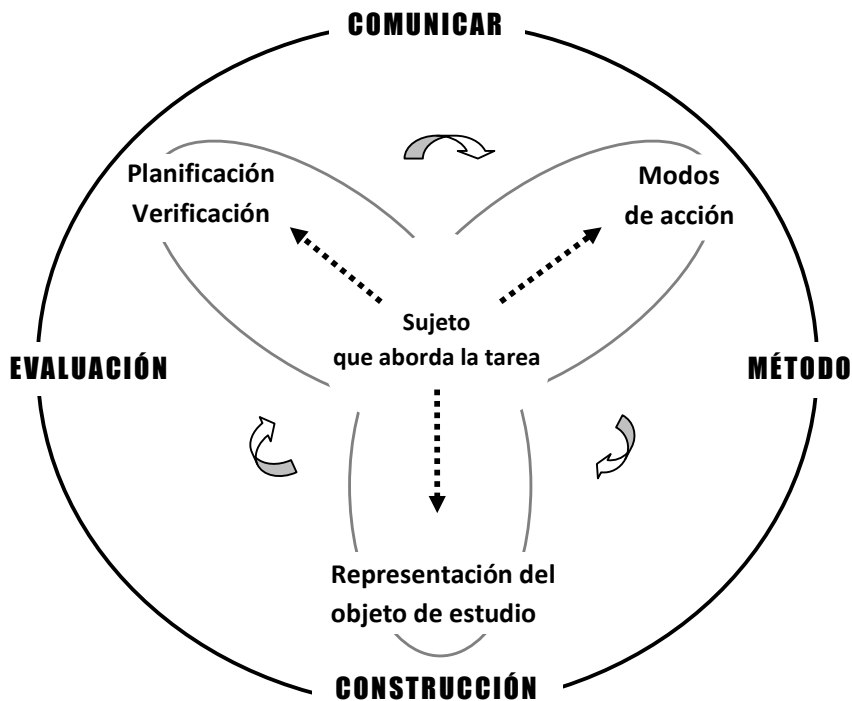 COMUNICAR
Planificación
Verificación
Modos
de acción
Sujeto
que aborda la tarea
EVALUACIÓN
MÉTODO
Representación del
objeto de estudio
CONSTRUCCIÓN